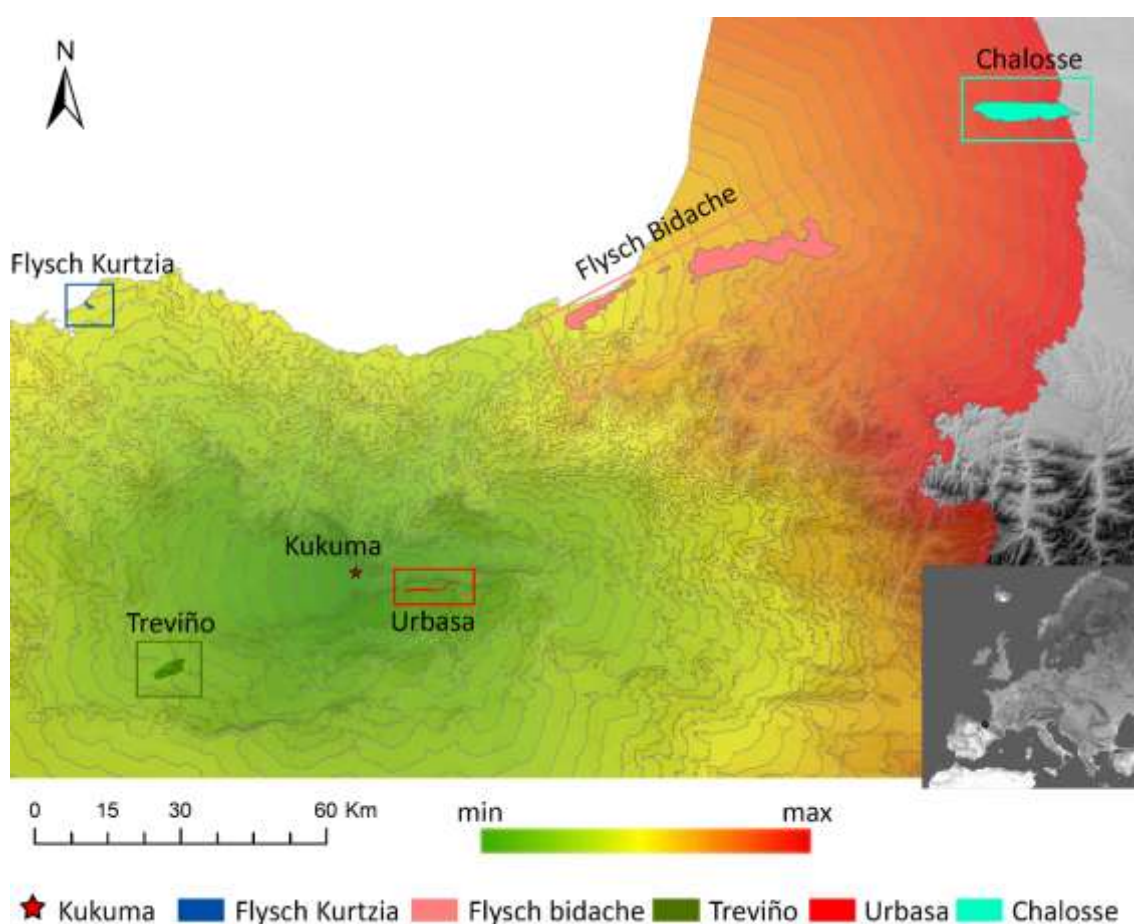 N
Chalosse
Flysch Bidache
Flysch Kurtzia
Kukuma
Treviño
Urbasa
0 15 30 60 Km
min max
Kukuma Flysch Kurtzia Flysch bidache Treviño Urbasa Chalosse